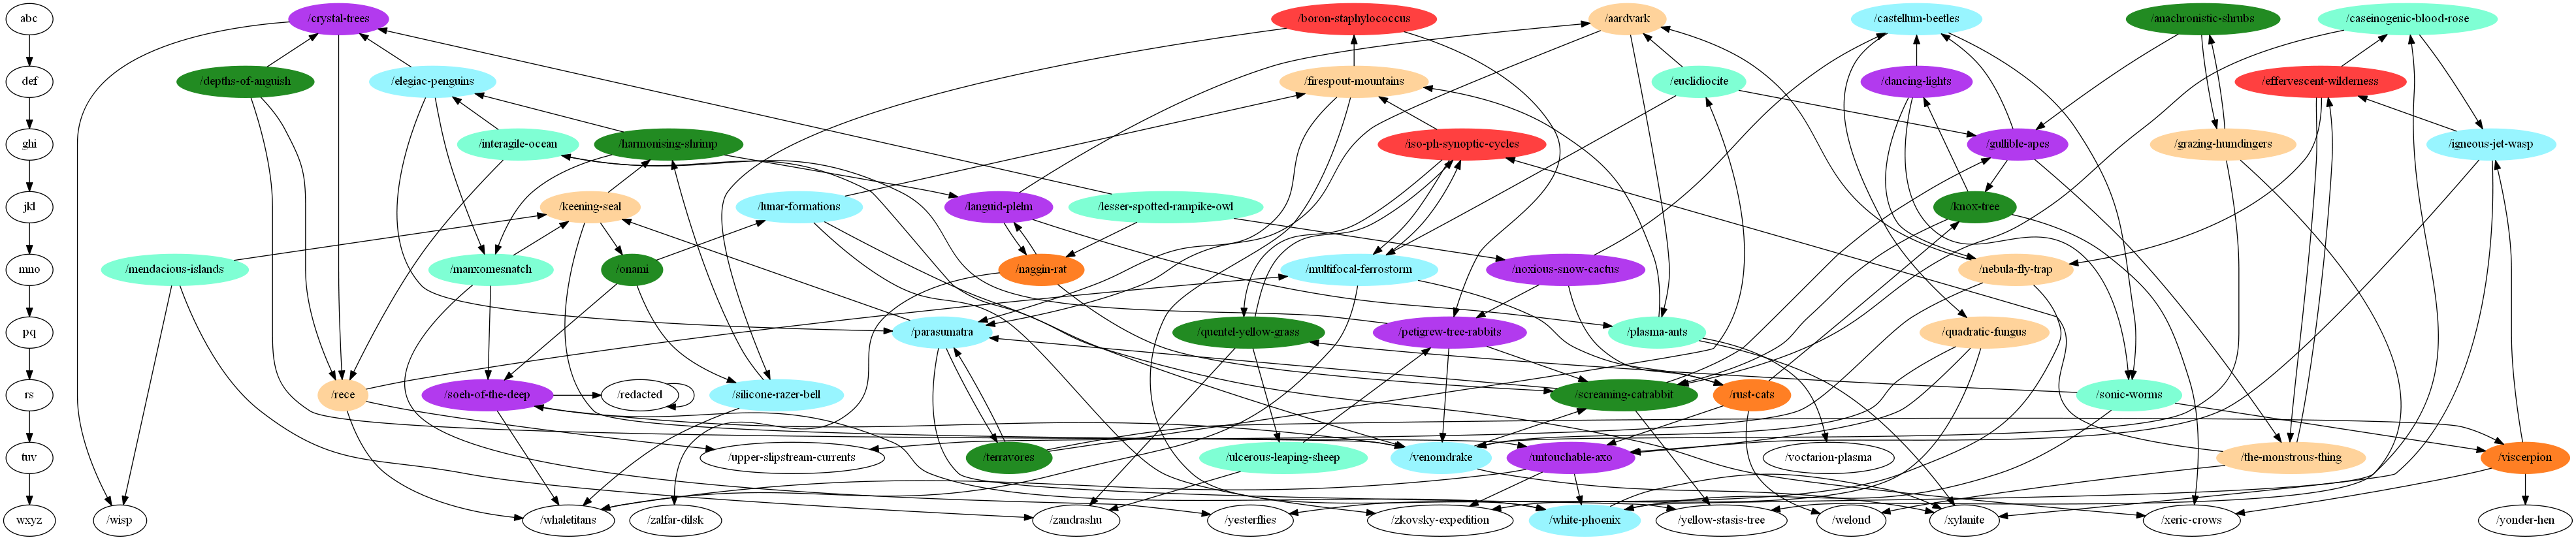 abc
/crystal-trees
/boron-staphylococcus
/aardvark
/castellum-beetles
/anachronistic-shrubs
/caseinogenic-blood-rose
def
/depths-of-anguish
/elegiac-penguins
/firespout-mountains
/euclidiocite
/dancing-lights
/effervescent-wilderness
ghi
/interagile-ocean
/harmonising-shrimp
/iso-ph-synoptic-cycles
/gullible-apes
/grazing-humdingers
/igneous-jet-wasp
jkl
/keening-seal
/lunar-formations
/languid-plelm
/lesser-spotted-rampike-owl
/knox-tree
mno
/mendacious-islands
/manxomesnatch
/onami
/naggin-rat
/multifocal-ferrostorm
/noxious-snow-cactus
/nebula-fly-trap
pq
/parasumatra
/quentel-yellow-grass
/petigrew-tree-rabbits
/plasma-ants
/quadratic-fungus
rs
/rece
/soeh-of-the-deep
/redacted
/silicone-razer-bell
/screaming-catrabbit
/rust-cats
/sonic-worms
tuv
/upper-slipstream-currents
/terravores
/ulcerous-leaping-sheep
/venomdrake
/untouchable-axo
/voctarion-plasma
/the-monstrous-thing
/viscerpion
wxyz
/wisp
/whaletitans
/zalfar-dilsk
/zandrashu
/yesterflies
/zkovsky-expedition
/white-phoenix
/yellow-stasis-tree
/welond
/xylanite
/xeric-crows
/yonder-hen